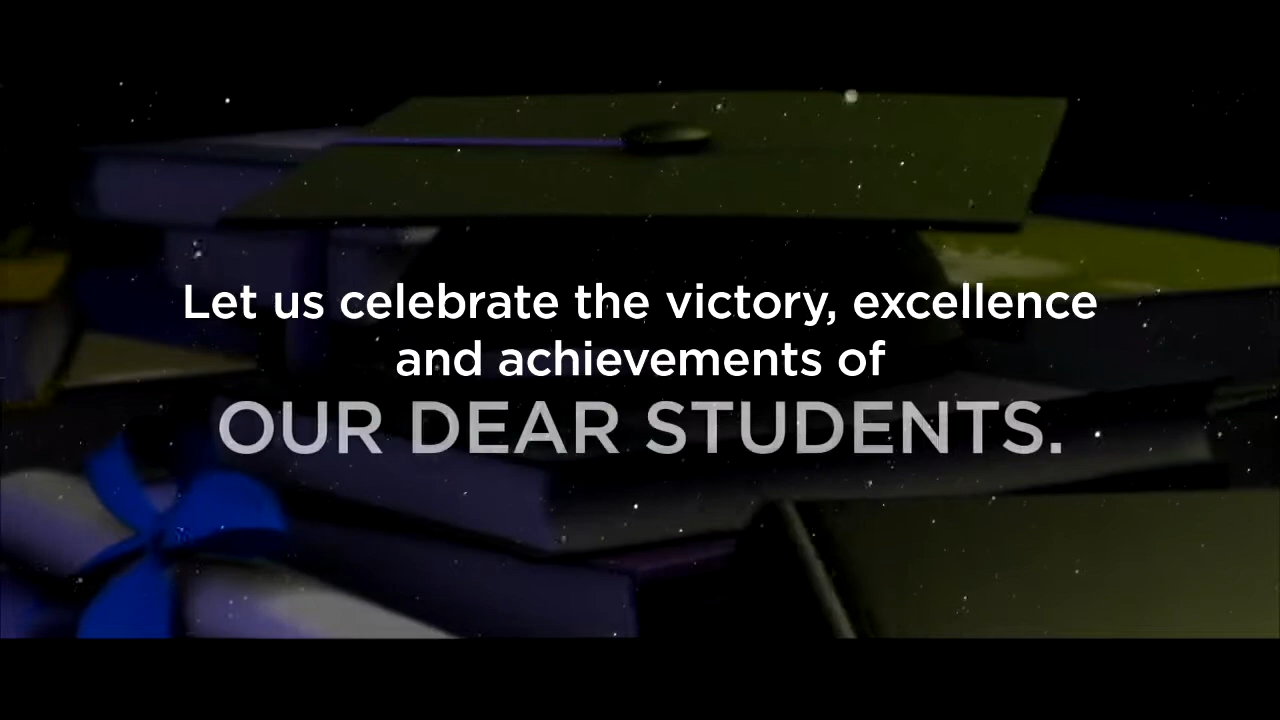 Let us celebrate the victory, excellence
and achievements of
OUR DEAR STUDENTS.